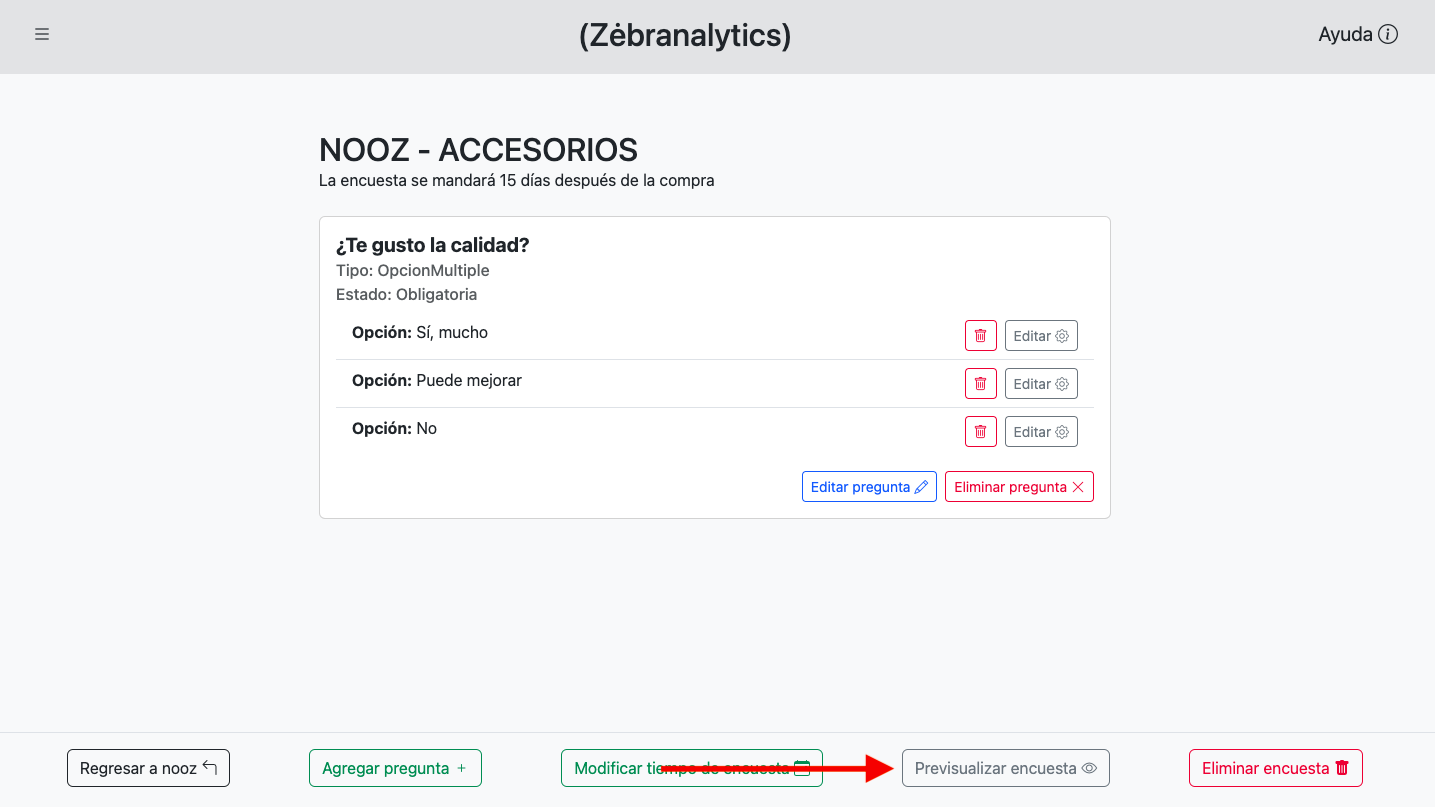 (Zėbranalytics)
Ayuda
NOOZ - ACCESORIOS
La encuesta se mandará 15 días después de la compra
¿Te gusto la calidad?
Tipo: OpcionMultiple
Estado: Obligatoria
Opción: Sí, mucho
Editar
Opción: Puede mejorar
Editar
Opción: No
Editar
Editar pregunta
Eliminar pregunta
Regresar a nooz
Agregar pregunta +
Modificar tiempo de encuesta
Previsualizar encuesta
Eliminar encuesta